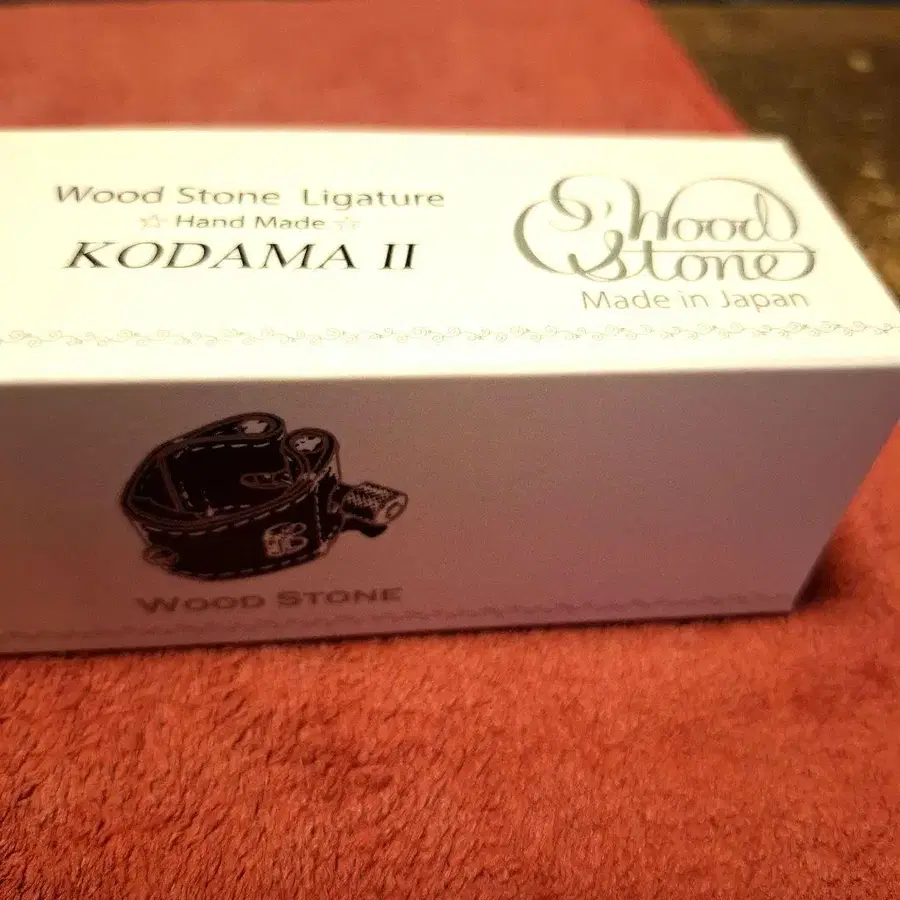 Wood Stone Ligature
☆ Hand Made ☆
KODAMA II
Wood
Stone
Made in Japan
WOOD STONE